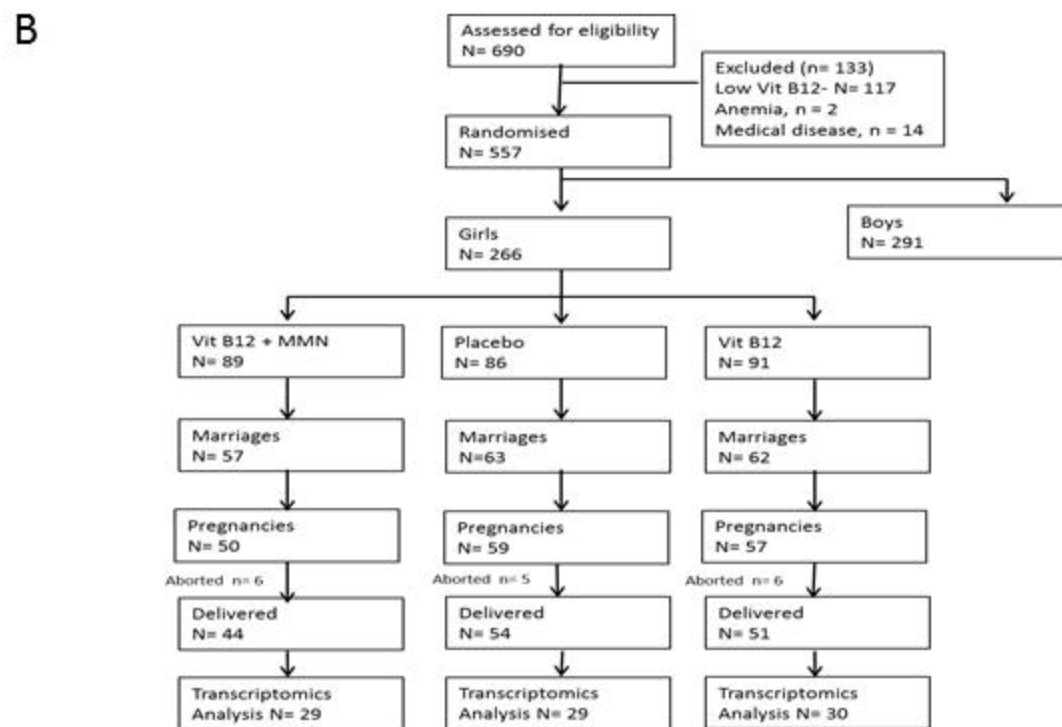 B
Assessed for eligibility
N= 690
Excluded (n= 133)
Low Vit B12- N= 117
Anemia, n = 2
Medical disease, n = 14
Randomised
N= 557
Girls
N= 266
Boys
N= 291
Vit B12 + MMN
N= 89
Placebo
N= 86
Vit B12
N= 91
Marriages
N= 57
Marriages
N=63
Marriages
N= 62
Pregnancies
N= 50
Pregnancies
N= 59
Pregnancies
N= 57
Aborted n= 6
Aborted n= 5
Aborted n= 6
Delivered
N= 44
Delivered
N= 54
Delivered
N= 51
Transcriptomics
Analysis N= 29
Transcriptomics
Analysis N= 29
Transcriptomics
Analysis N= 30